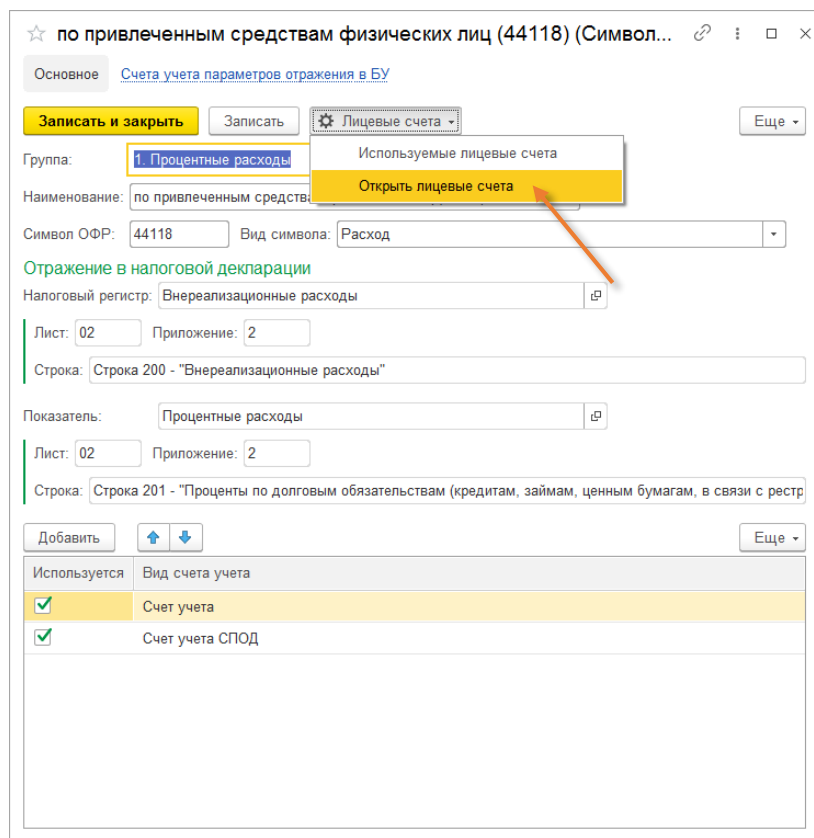 по привлеченным средствам физических лиц (44118) (Символ...
Основное Счета учета параметров отражения в БУ
Записать и закрыть Записать Лицевые счета Еще
Используемые лицевые счета
Открыть лицевые счета
Группа: 1. Процентные расходы
Наименование: по привлеченным
Символ ОФР: 44118 Вид символа: Расход
Отражение в налоговой декларации
Налоговый регистр: Внереализационные расходы
Лист: 02 Приложение: 2
Строка: Строка 200 - "Внереализационные расходы"
Показатель: Процентные расходы
Лист: 02 Приложение: 2
Строка: Строка 201 - "Проценты по долговым обязательствам (кредитам, займам, ценным бумагам, в связи с рестр
Добавить Еще
Используется Вид счета учета
Счет учета
Счет учета СПОД